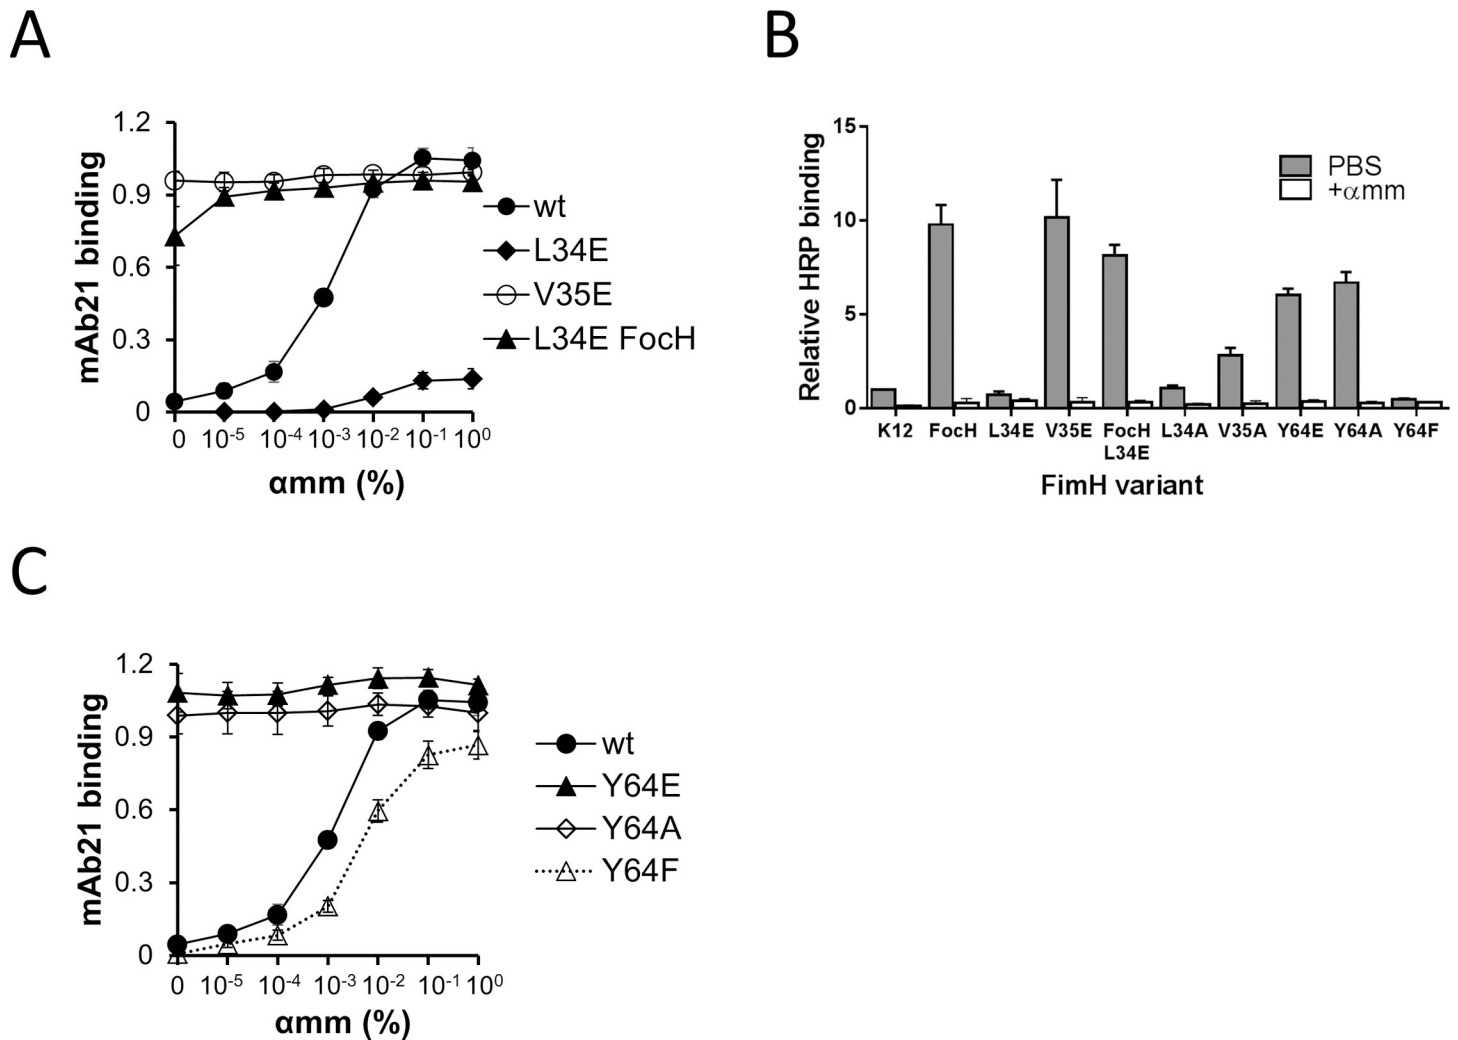 A
mAb21 binding
1.2
0.9
0.6
0.3
0
0 10-5 10-4 10-3 10-2 10-1 100
αmm (%)
wt
L34E
V35E
L34E FocH
B
Relative HRP binding
15
10
5
0
PBS
+αmm
K12 FocH L34E V35E FocH L34A V35A Y64E Y64A Y64F
L34E
FimH variant
C
mAb21 binding
1.2
0.9
0.6
0.3
0
0 10-5 10-4 10-3 10-2 10-1 100
αmm (%)
wt
Y64E
Y64A
Y64F